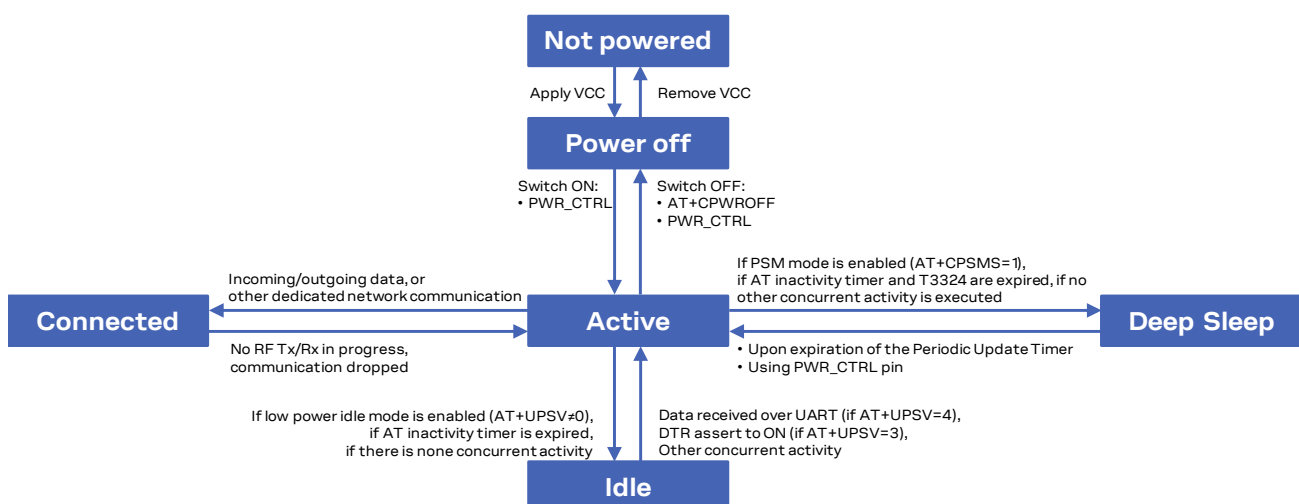 Not powered
Apply VCC
Remove VCC
Power off
Switch ON:
• PWR_CTRL
Switch OFF:
• AT+CPWROFF
• PWR_CTRL
Incoming/outgoing data, or
other dedicated network communication
If PSM mode is enabled (AT+CPSMS=1),
if AT inactivity timer and T3324 are expired, if no
other concurrent activity is executed
Connected
Active
Deep Sleep
No RF Tx/Rx in progress,
communication dropped
• Upon expiration of the Periodic Update Timer
• Using PWR_CTRL pin
If low power idle mode is enabled (AT+UPSV≠0),
if AT inactivity timer is expired,
if there is none concurrent activity
Data received over UART (if AT+UPSV=4),
DTR assert to ON (if AT+UPSV=3),
Other concurrent activity
Idle